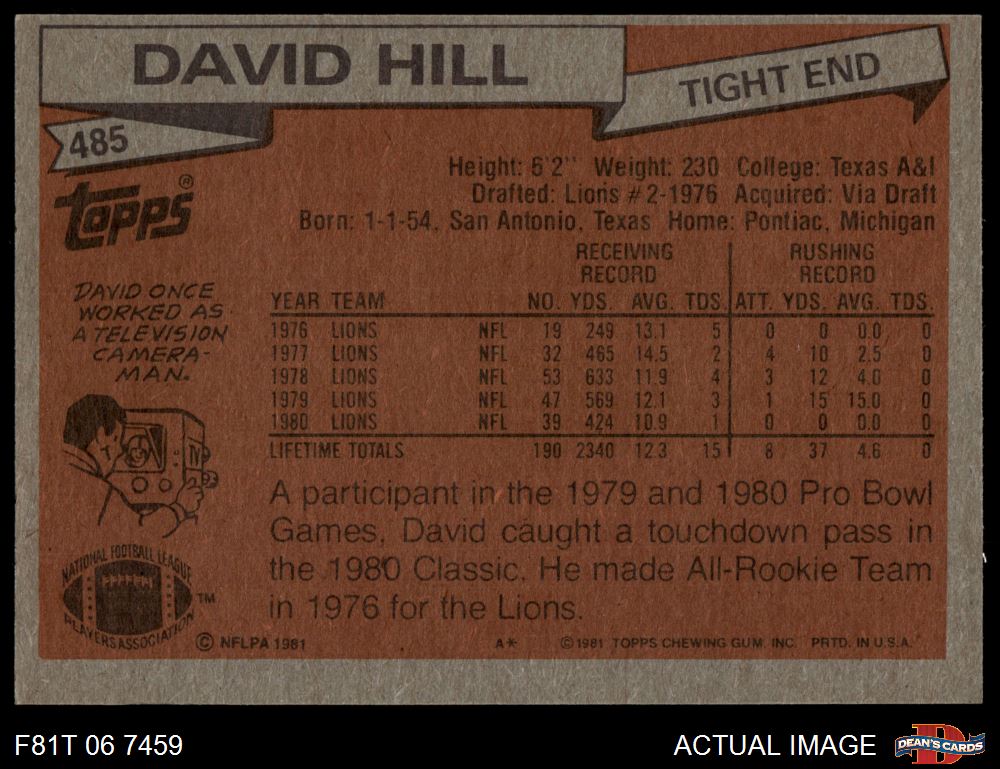 DAVID HILL
TIGHT END
485
topps®
Height: 6'2" Weight: 230 College: Texas A&I
Drafted: Lions #2-1976 Acquired: Via Draft
Born: 1-1-54, San Antonio, Texas Home: Pontiac, Michigan
DAVID ONCE
WORKED AS
A TELEVISION
CAMERA-
MAN.
TV
RECEIVING RUSHING
RECORD RECORD
YEAR TEAM NO. YDS. AVG. TDS. ATT. YDS. AVG. TDS.
1976 LIONS NFL 19 249 13.1 5 0 0 0.0 0
1977 LIONS NFL 32 465 14.5 2 4 10 2.5 0
1978 LIONS NFL 53 633 11.9 4 3 12 4.0 0
1979 LIONS NFL 47 569 12.1 3 1 15 15.0 0
1980 LIONS NFL 39 424 10.9 1 0 0 0.0 0
LIFETIME TOTALS 190 2340 12.3 15 8 37 4.6 0
A participant in the 1979 and 1980 Pro Bowl
Games, David caught a touchdown pass in
the 1980 Classic. He made All-Rookie Team
in 1976 for the Lions.
NATIONAL FOOTBALL LEAGUE
PLAYERS ASSOCIATION
TM
© NFLPA 1981 A* ©1981 TOPPS CHEWING GUM, INC. PRTD. IN U.S.A.
F81T 06 7459
ACTUAL IMAGE
D
DEAN'S CARDS